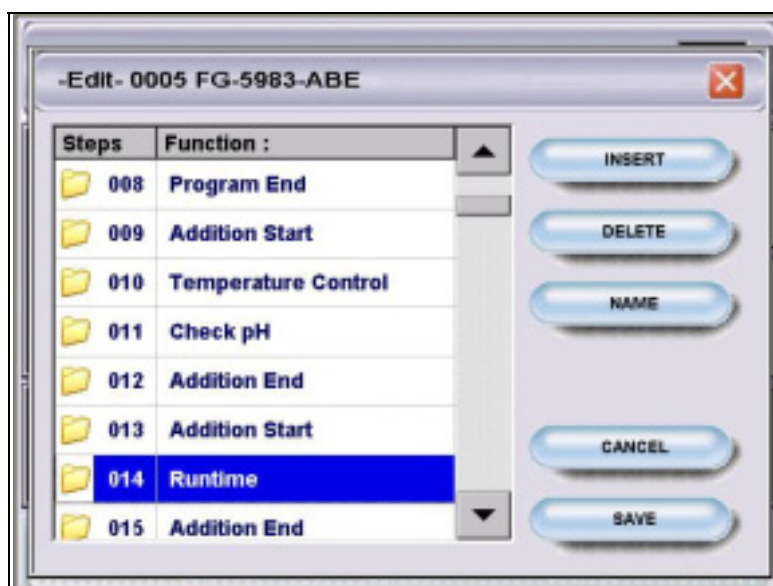 -Edit- 0005 FG-5983-ABE
Steps Function :
008 Program End
009 Addition Start
010 Temperature Control
011 Check pH
012 Addition End
013 Addition Start
014 Runtime
015 Addition End
INSERT
DELETE
NAME
CANCEL
SAVE